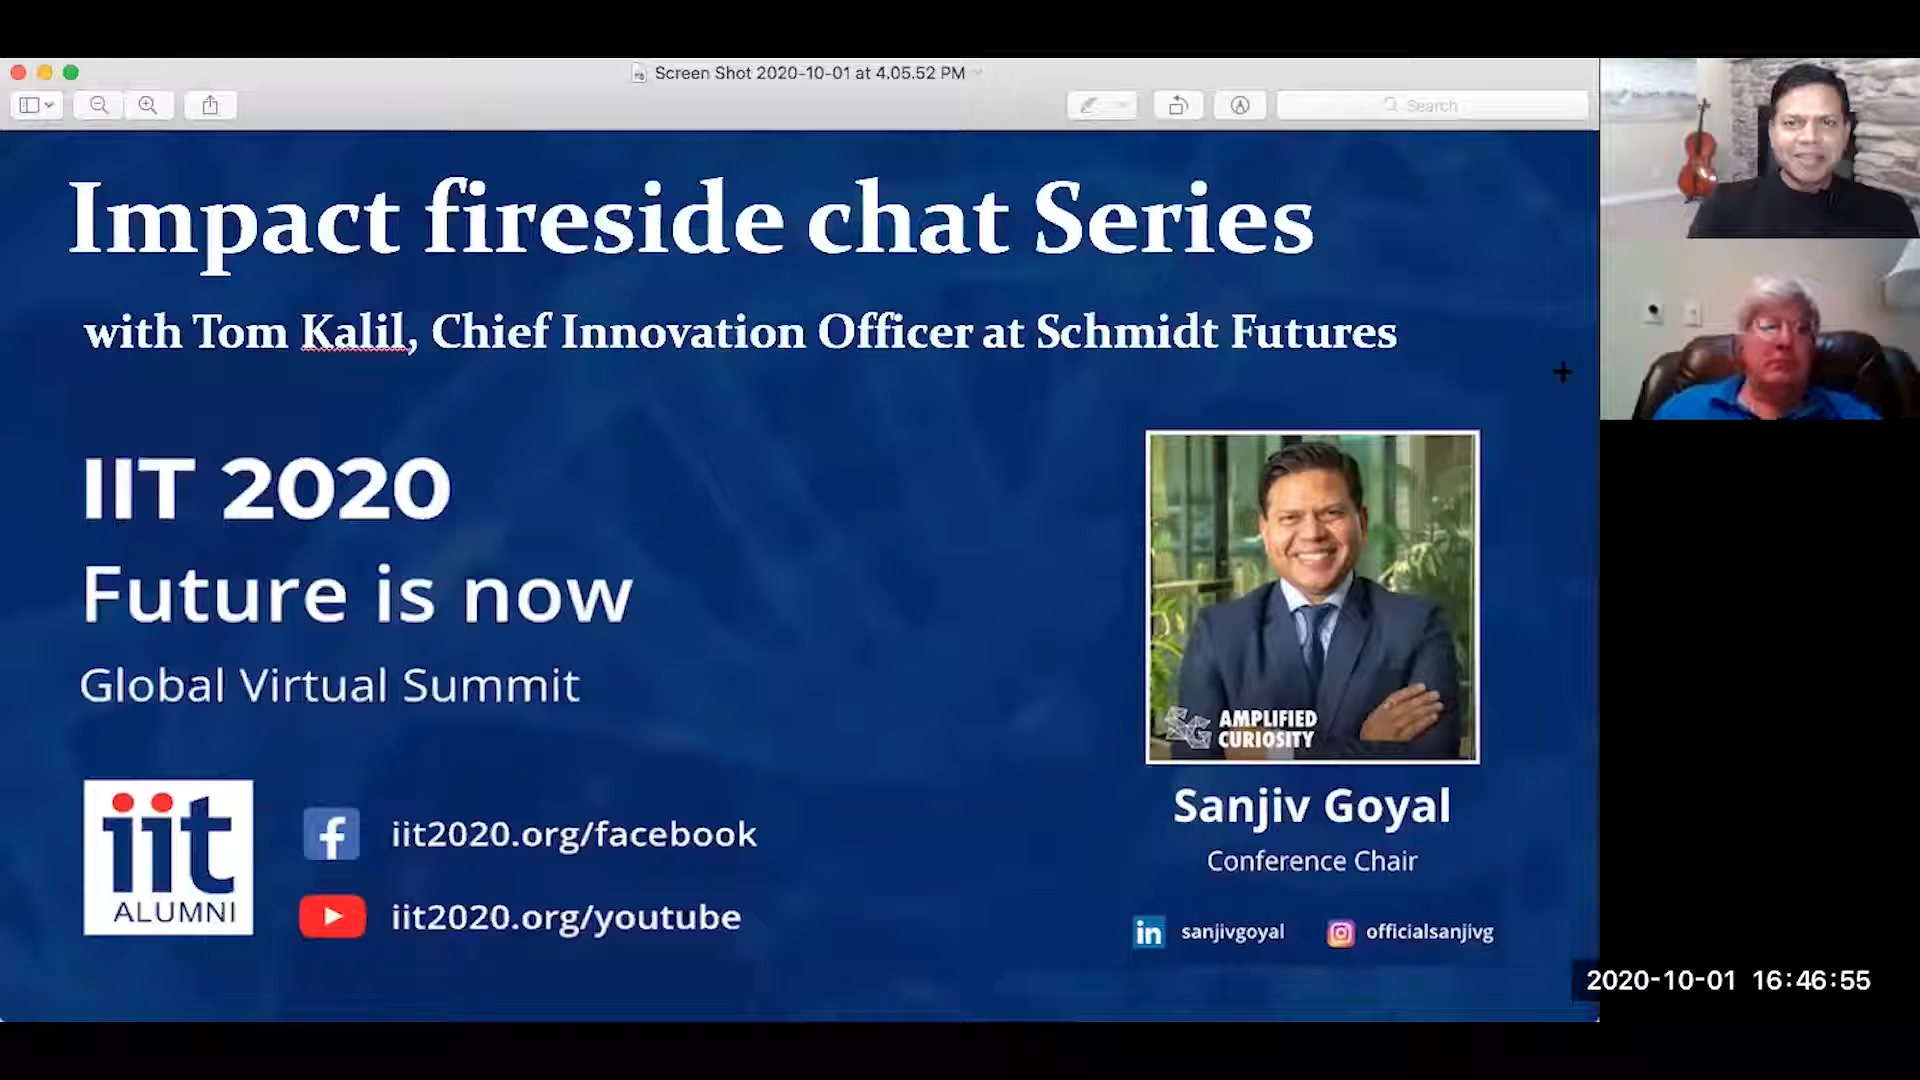 Screen Shot 2020-10-01 at 4.05.52 PM
Search
Impact fireside chat Series
with Tom Kalil, Chief Innovation Officer at Schmidt Futures
IIT 2020
Future is now
Global Virtual Summit
iit
ALUMNI
iit2020.org/facebook
iit2020.org/youtube
SG AMPLIFIED
CURIOSITY
Sanjiv Goyal
Conference Chair
in sanjivgoyal
officialsanjivg
2020-10-01 16:46:55